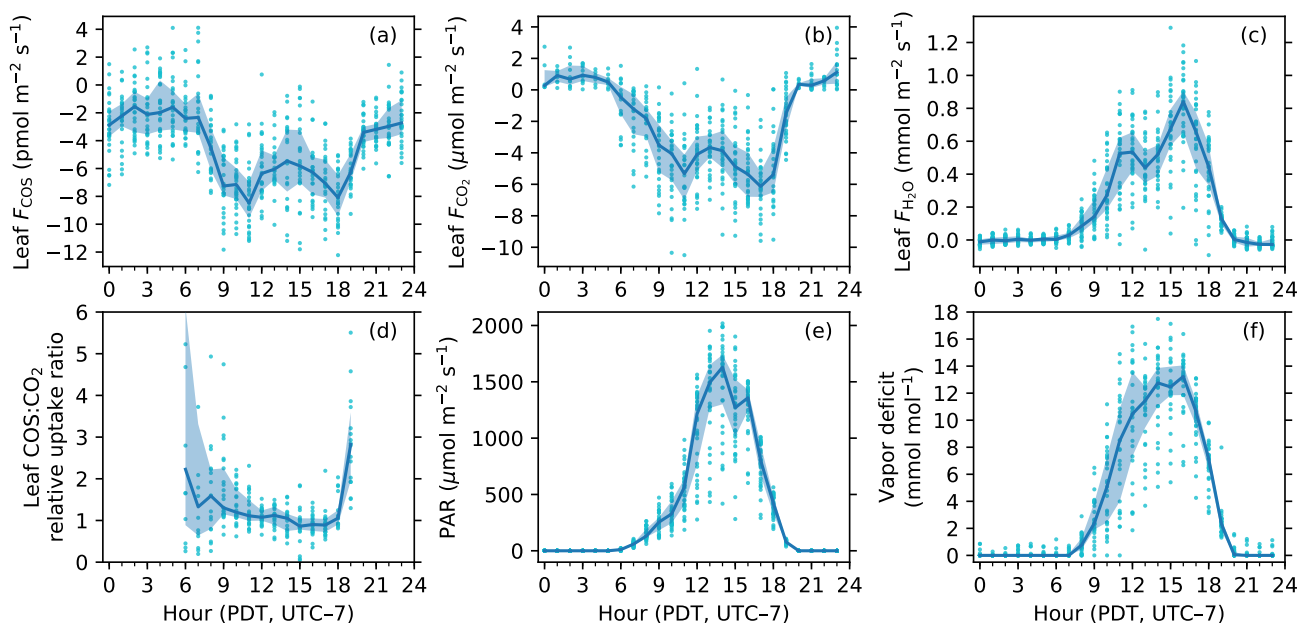 (a)
Leaf F_COS (pmol m⁻² s⁻¹)
4
2
0
−2
−4
−6
−8
−10
−12
0 3 6 9 12 15 18 21 24
(b)
Leaf F_CO₂ (μmol m⁻² s⁻¹)
4
2
0
−2
−4
−6
−8
−10
0 3 6 9 12 15 18 21 24
(c)
Leaf F_H₂O (mmol m⁻² s⁻¹)
1.2
1.0
0.8
0.6
0.4
0.2
0.0
0 3 6 9 12 15 18 21 24
(d)
Leaf COS:CO₂
relative uptake ratio
6
5
4
3
2
1
0
0 3 6 9 12 15 18 21 24
Hour (PDT, UTC–7)
(e)
PAR (μmol m⁻² s⁻¹)
2000
1500
1000
500
0
0 3 6 9 12 15 18 21 24
Hour (PDT, UTC–7)
(f)
Vapor deficit
(mmol mol⁻¹)
18
16
14
12
10
8
6
4
2
0
0 3 6 9 12 15 18 21 24
Hour (PDT, UTC–7)